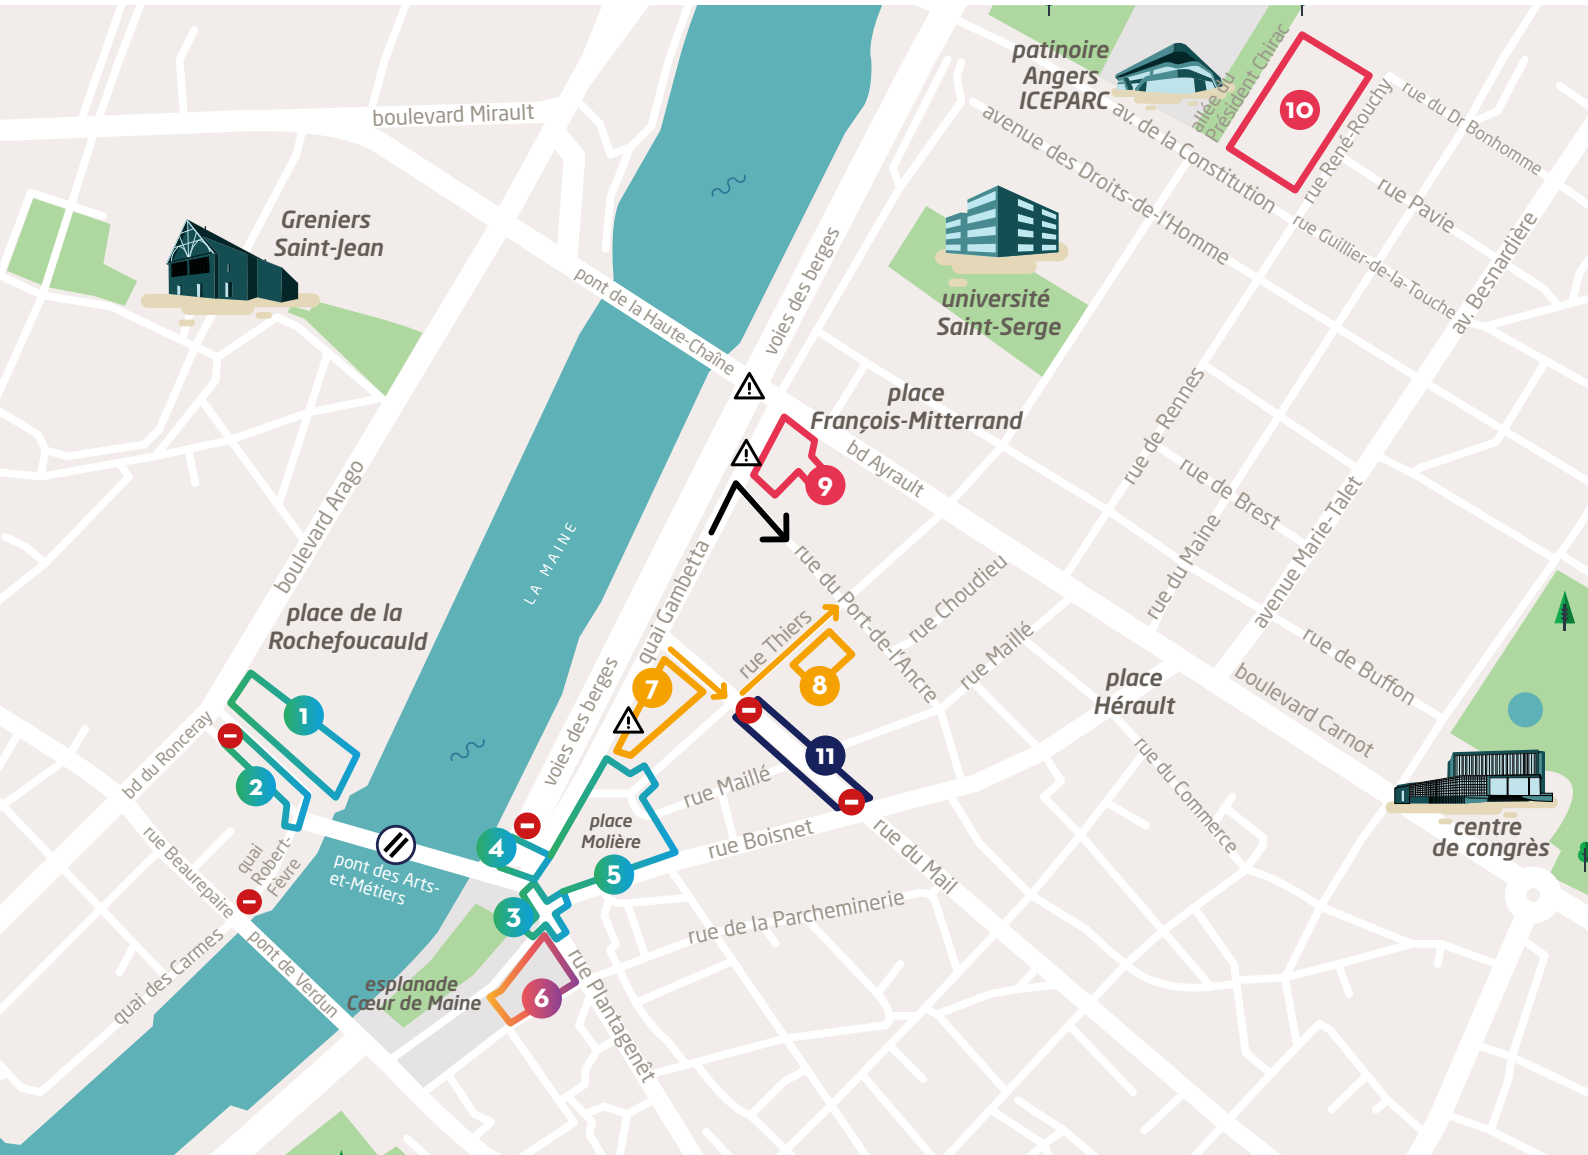 patinoire
Angers
ICEPARC
allée du
Président Chirac
10
rue René-Rouchy
rue du Dr Bonhomme
boulevard Mirault
av. de la Constitution
avenue des Droits-de-l'Homme
rue Pavie
rue Guillier-de-la-Touche
av. Besnardière
Greniers
Saint-Jean
université
Saint-Serge
pont de la Haute-Chaîne
voies des berges
place
François-Mitterrand
bd Ayrault
9
rue de Rennes
rue de Brest
rue du Maine
avenue Marie-Talet
boulevard Arago
LA MAINE
quai Gambetta
rue du Port-de-l'Ancre
rue Choudieu
rue Maillé
rue Thiers
8
7
place de la
Rochefoucauld
place
Hérault
rue de Buffon
boulevard Carnot
1
2
bd du Ronceray
voies des berges
11
rue Maillé
rue Boisnet
rue du Mail
rue du Commerce
centre
de congrès
place
Molière
4
5
3
6
rue Beaurepaire
quai
Robert-
Fèvre
pont des Arts-
et-Métiers
rue de la Parcheminerie
quai des Carmes
pont de Verdun
esplanade
Cœur de Maine
rue Plantagenêt